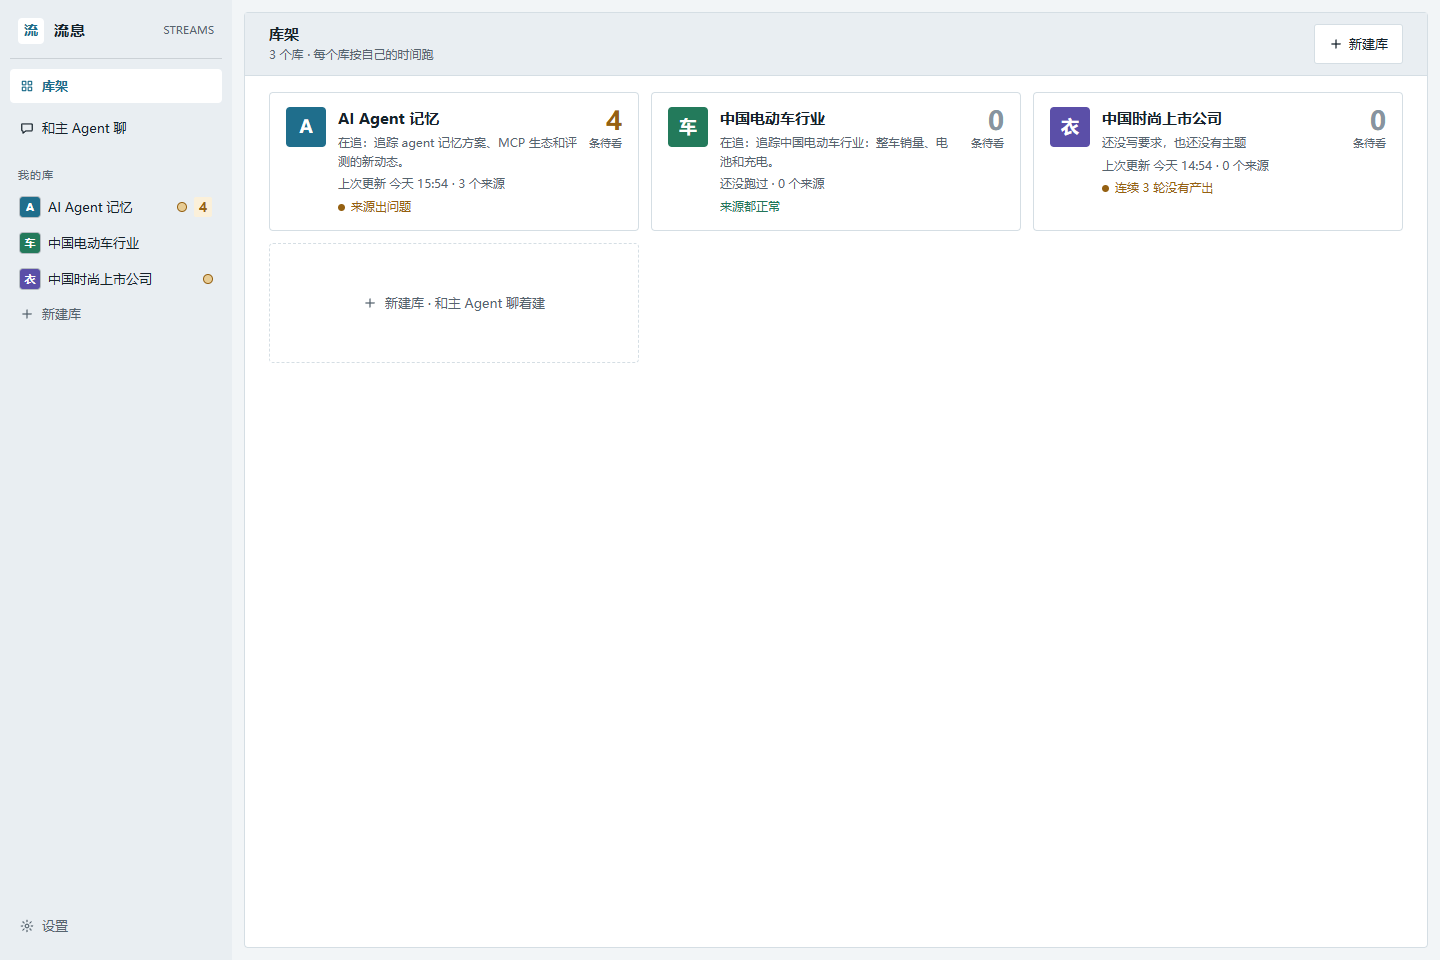 流 流息 STREAMS
库架
和主 Agent 聊
我的库
A AI Agent 记忆 4
车 中国电动车行业
衣 中国时尚上市公司
+ 新建库
设置
库架
3 个库 · 每个库按自己的时间跑
+ 新建库
A
AI Agent 记忆
在追：追踪 agent 记忆方案、MCP 生态和评
测的新动态。
上次更新 今天 15:54 · 3 个来源
来源出问题
4
条待看
车
中国电动车行业
在追：追踪中国电动车行业：整车销量、电
池和充电。
还没跑过 · 0 个来源
来源都正常
0
条待看
衣
中国时尚上市公司
还没写要求，也还没有主题
上次更新 今天 14:54 · 0 个来源
连续 3 轮没有产出
0
条待看
+ 新建库 · 和主 Agent 聊着建